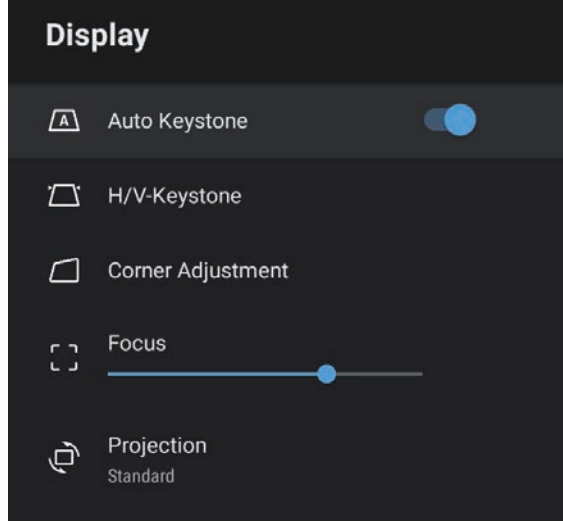 Display
A
Auto Keystone
H/V-Keystone
Corner Adjustment
Focus
Projection
Standard